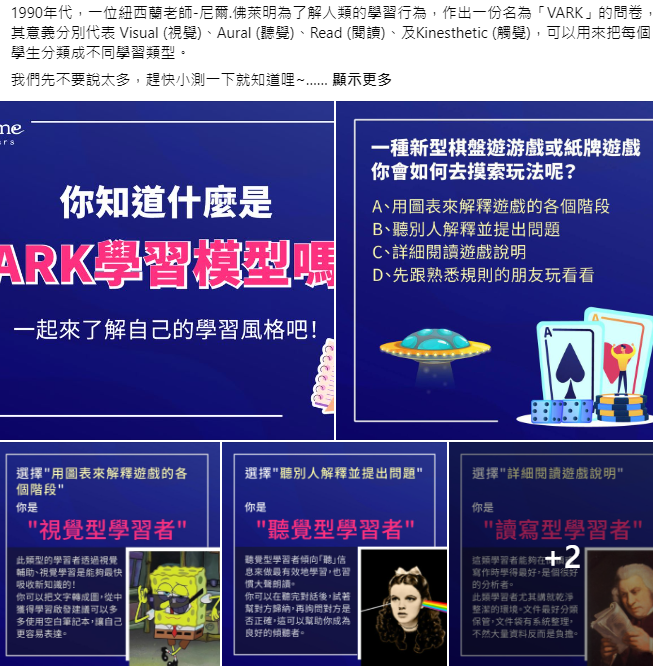 1990年代，一位紐西蘭老師-尼爾.佛萊明為了解人類的學習行為，作出一份名為「VARK」的問卷，
其意義分別代表 Visual (視覺)、Aural (聽覺)、Read (閱讀)、及Kinesthetic (觸覺)，可以用來把每個
學生分類成不同學習類型。
我們先不要說太多，趕快小測一下就知道哩~...... 顯示更多
me
ars
你知道什麼是
ARK學習模型嗎
一起來了解自己的學習風格吧！
一種新型棋盤遊游戲或紙牌遊戲
你會如何去摸索玩法呢？
A、用圖表來解釋遊戲的各個階段
B、聽別人解釋並提出問題
C、詳細閱讀遊戲說明
D、先跟熟悉規則的朋友玩看看
A
A
選擇"用圖表來解釋遊戲的各
個階段"
你是
"視覺型學習者"
此類型的學習者透過視覺
輔助、視覺學習是能夠最快
吸收新知識的！
你可以把文字轉成圖，從中
獲得學習啟發建議可以多
多使用空白筆記本，讓自己
更容易表達。
選擇"聽別人解釋並提出問題"
你是
"聽覺型學習者"
聽覺型學習者傾向「聽」信
息來做最有效地學習，也習
慣大聲朗讀。
你可以在聽完對話後，試著
幫對方歸納，再詢問對方是
否正確，這可以幫助你成為
良好的傾聽者。
選擇"詳細閱讀遊戲說明"
你是
"讀寫型學習者"
+2
這類學習者能夠在
寫作時學得最好，是個很好
的分析者。
此類學習者尤其講就乾淨
整潔的環境。文件最好分類
保管，文件袋有系統整理，
不然大量資料反而是負擔。